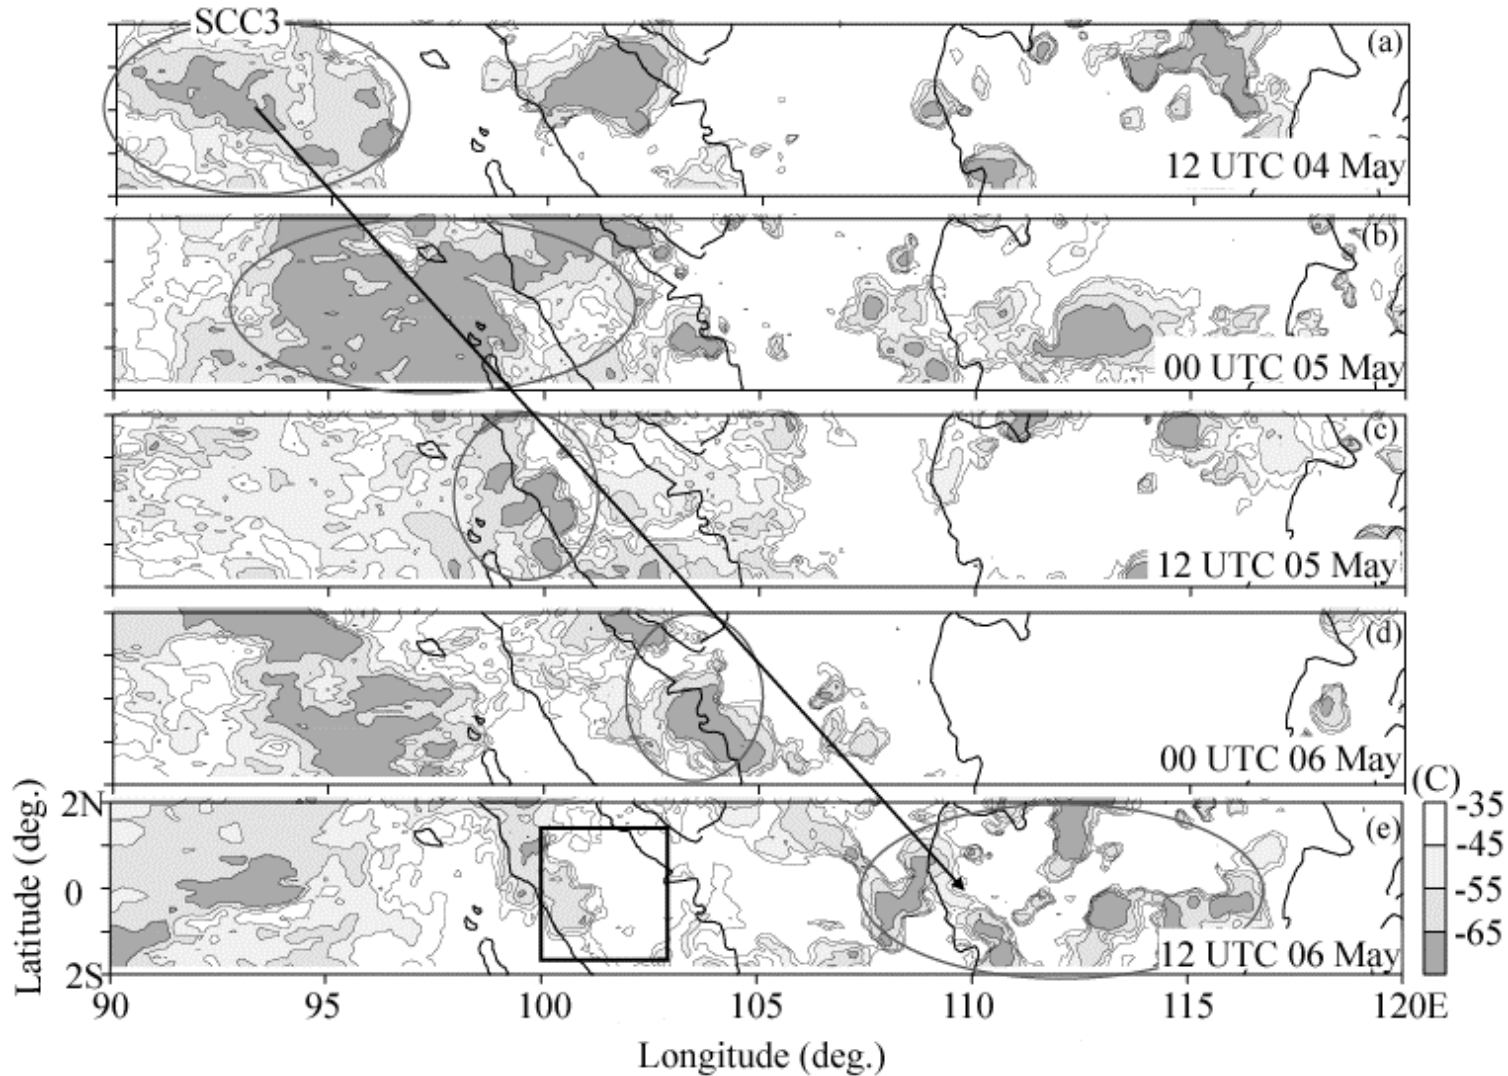 SCC3
(a)
12 UTC 04 May
(b)
00 UTC 05 May
(c)
12 UTC 05 May
(d)
00 UTC 06 May
(C)
2N
(e)
-35
-45
0
-55
-65
12 UTC 06 May
2S
Latitude (deg.)
90 95 100 105 110 115 120E
Longitude (deg.)